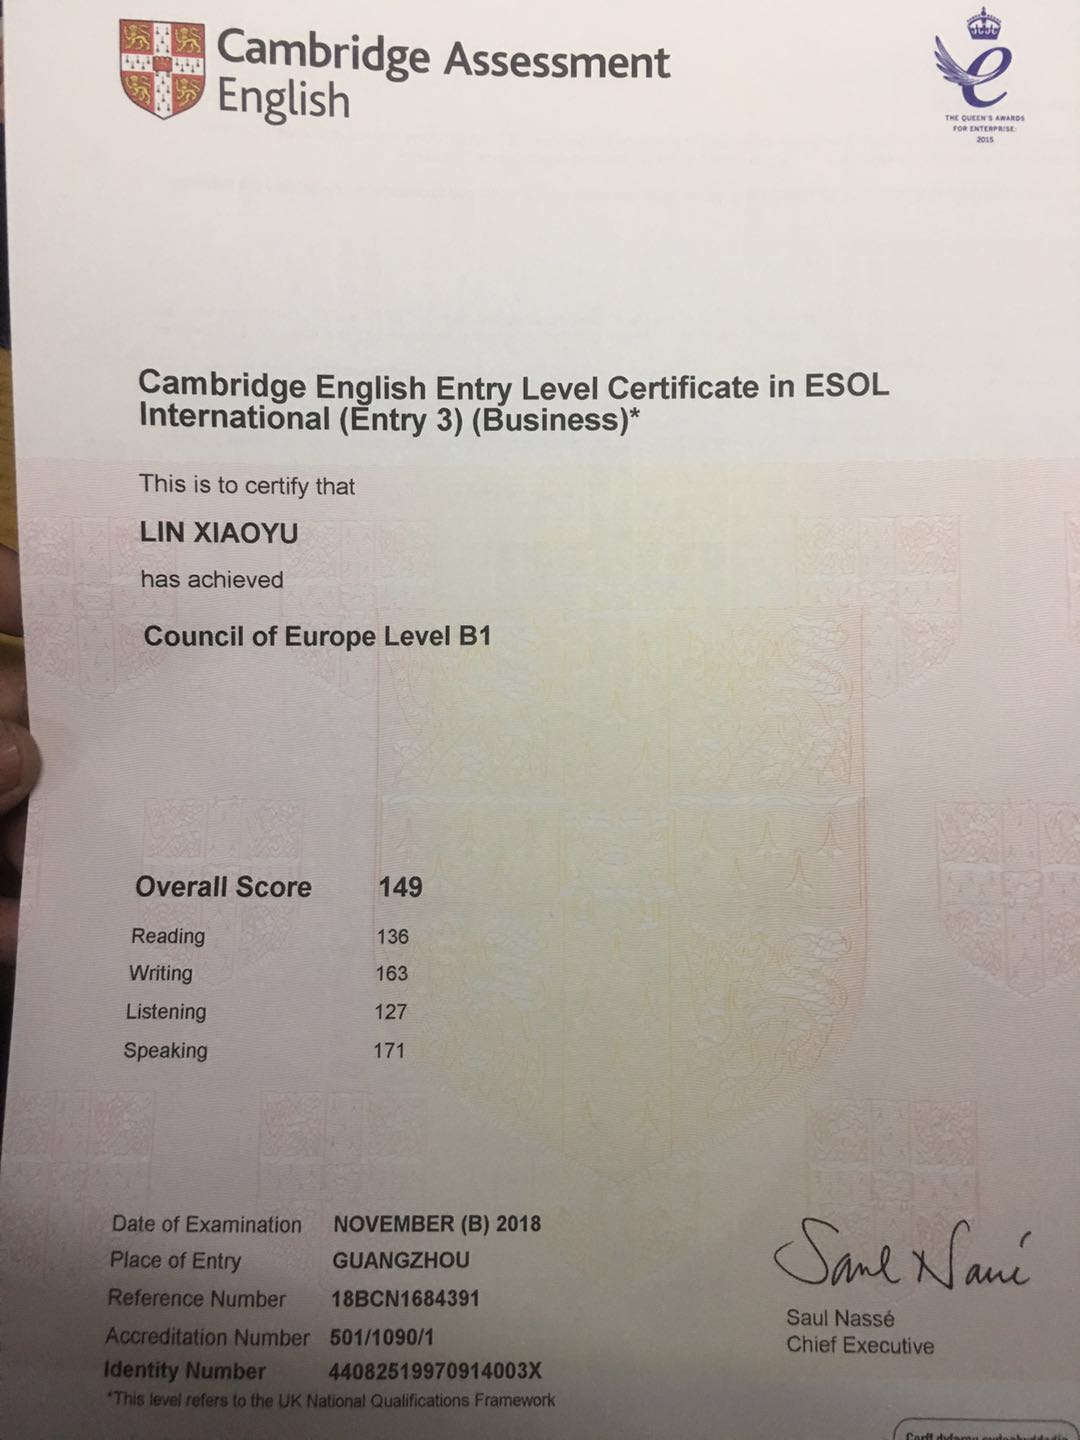 Cambridge Assessment
English
THE QUEEN'S AWARDS
FOR ENTERPRISE:
2015
Cambridge English Entry Level Certificate in ESOL
International (Entry 3) (Business)*
This is to certify that
LIN XIAOYU
has achieved
Council of Europe Level B1
Overall Score 149
Reading 136
Writing 163
Listening 127
Speaking 171
Date of Examination NOVEMBER (B) 2018
Place of Entry GUANGZHOU
Reference Number 18BCN1684391
Accreditation Number 501/1090/1
Identity Number 44082519970914003X
*This level refers to the UK National Qualifications Framework
Saul Nassé
Saul Nassé
Chief Executive